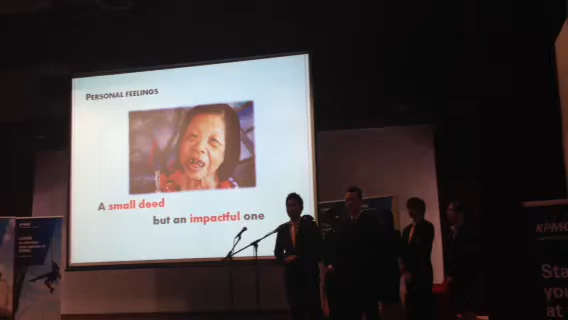 PERSONAL FEELINGS
A small deed
but an impactful one
KPMG
Sta
you
at